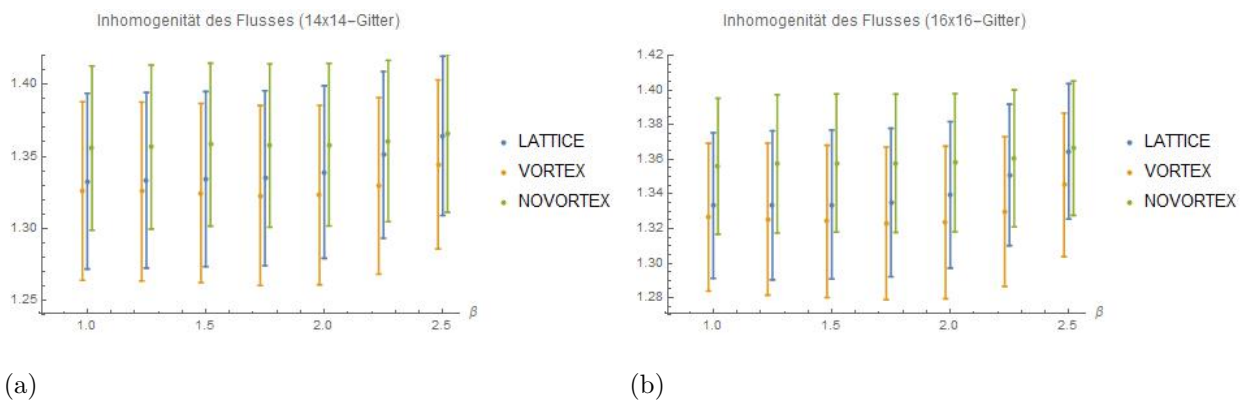 Inhomogenität des Flusses (14x14-Gitter)
1.40
1.35
1.30
1.25
1.0
1.5
2.0
2.5
β
LATTICE
VORTEX
NOVORTEX
(a)
Inhomogenität des Flusses (16x16-Gitter)
1.42
1.40
1.38
1.36
1.34
1.32
1.30
1.28
1.0
1.5
2.0
2.5
β
LATTICE
VORTEX
NOVORTEX
(b)